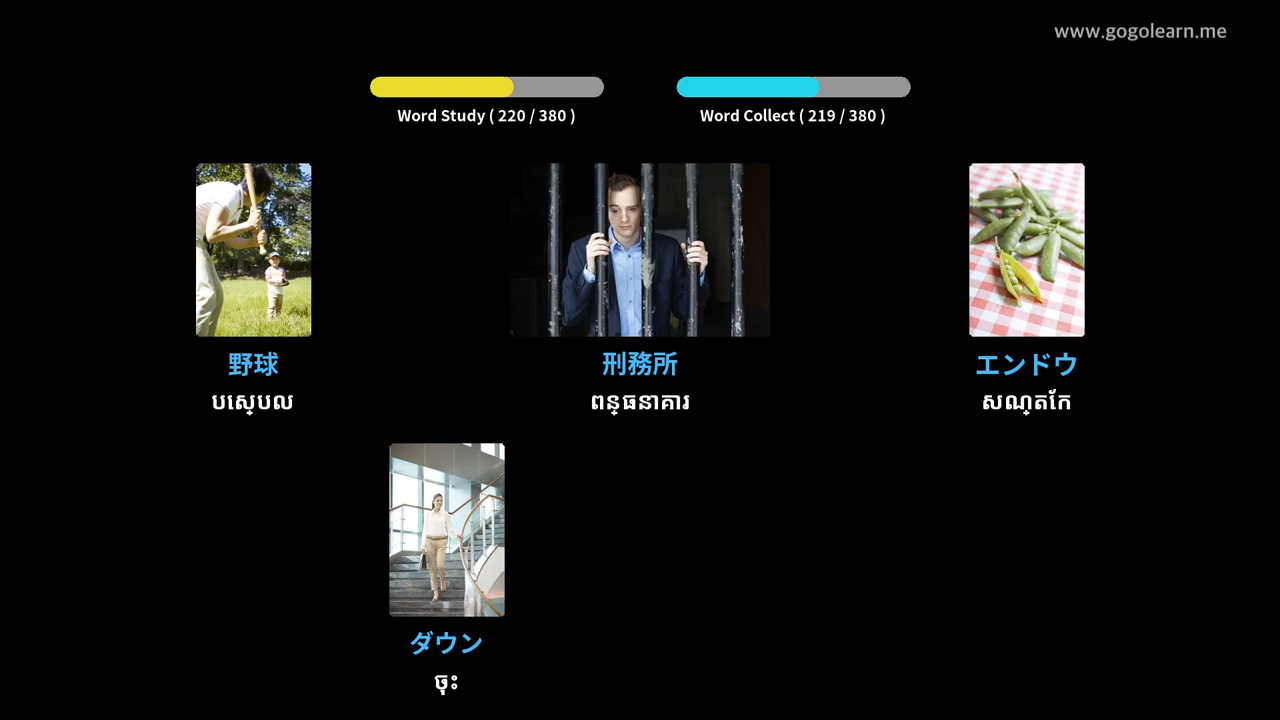 www.gogolearn.me
Word Study ( 220 / 380 )
Word Collect ( 219 / 380 )
野球
បេស្បល
刑務所
ពន្ធនាគារ
エンドウ
សណ្តែក
ダウン
ចុះ